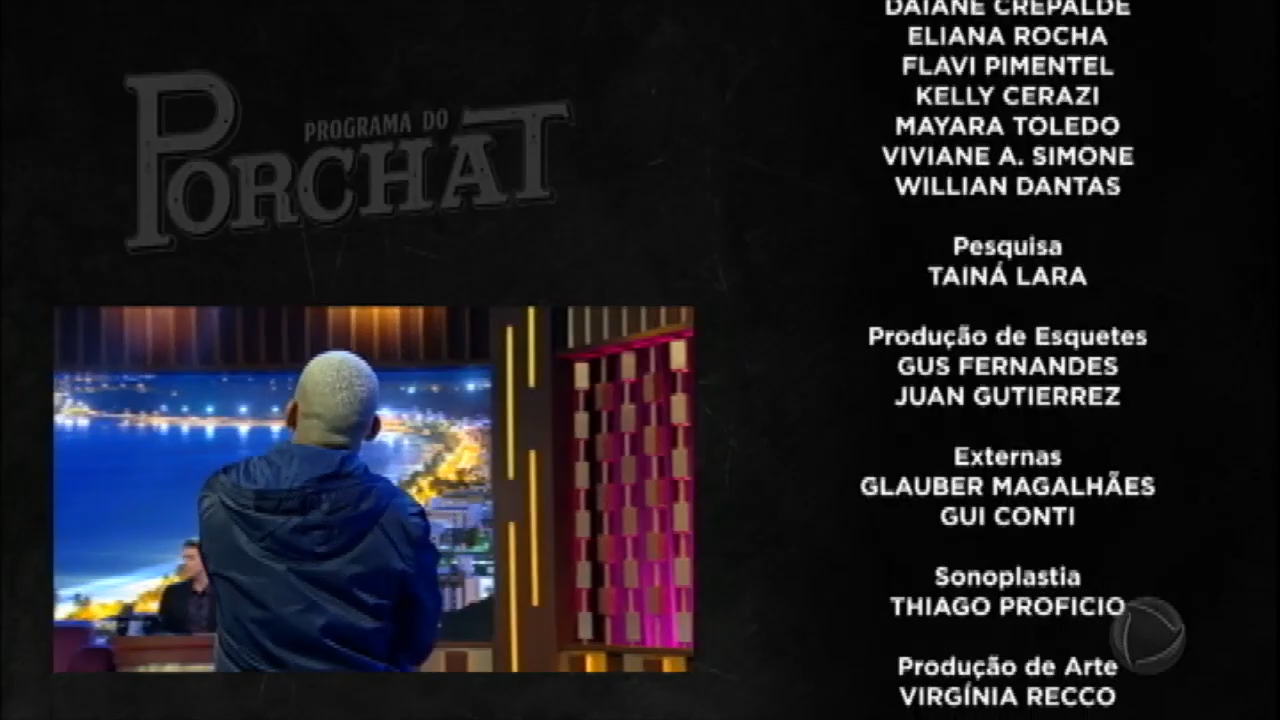 PROGRAMA DO
PORCHAT
DAIANE CREPALDE
ELIANA ROCHA
FLAVI PIMENTEL
KELLY CERAZI
MAYARA TOLEDO
VIVIANE A. SIMONE
WILLIAN DANTAS
Pesquisa
TAINÁ LARA
Produção de Esquetes
GUS FERNANDES
JUAN GUTIERREZ
Externas
GLAUBER MAGALHÃES
GUI CONTI
Sonoplastia
THIAGO PROFICIO
Produção de Arte
VIRGÍNIA RECCO